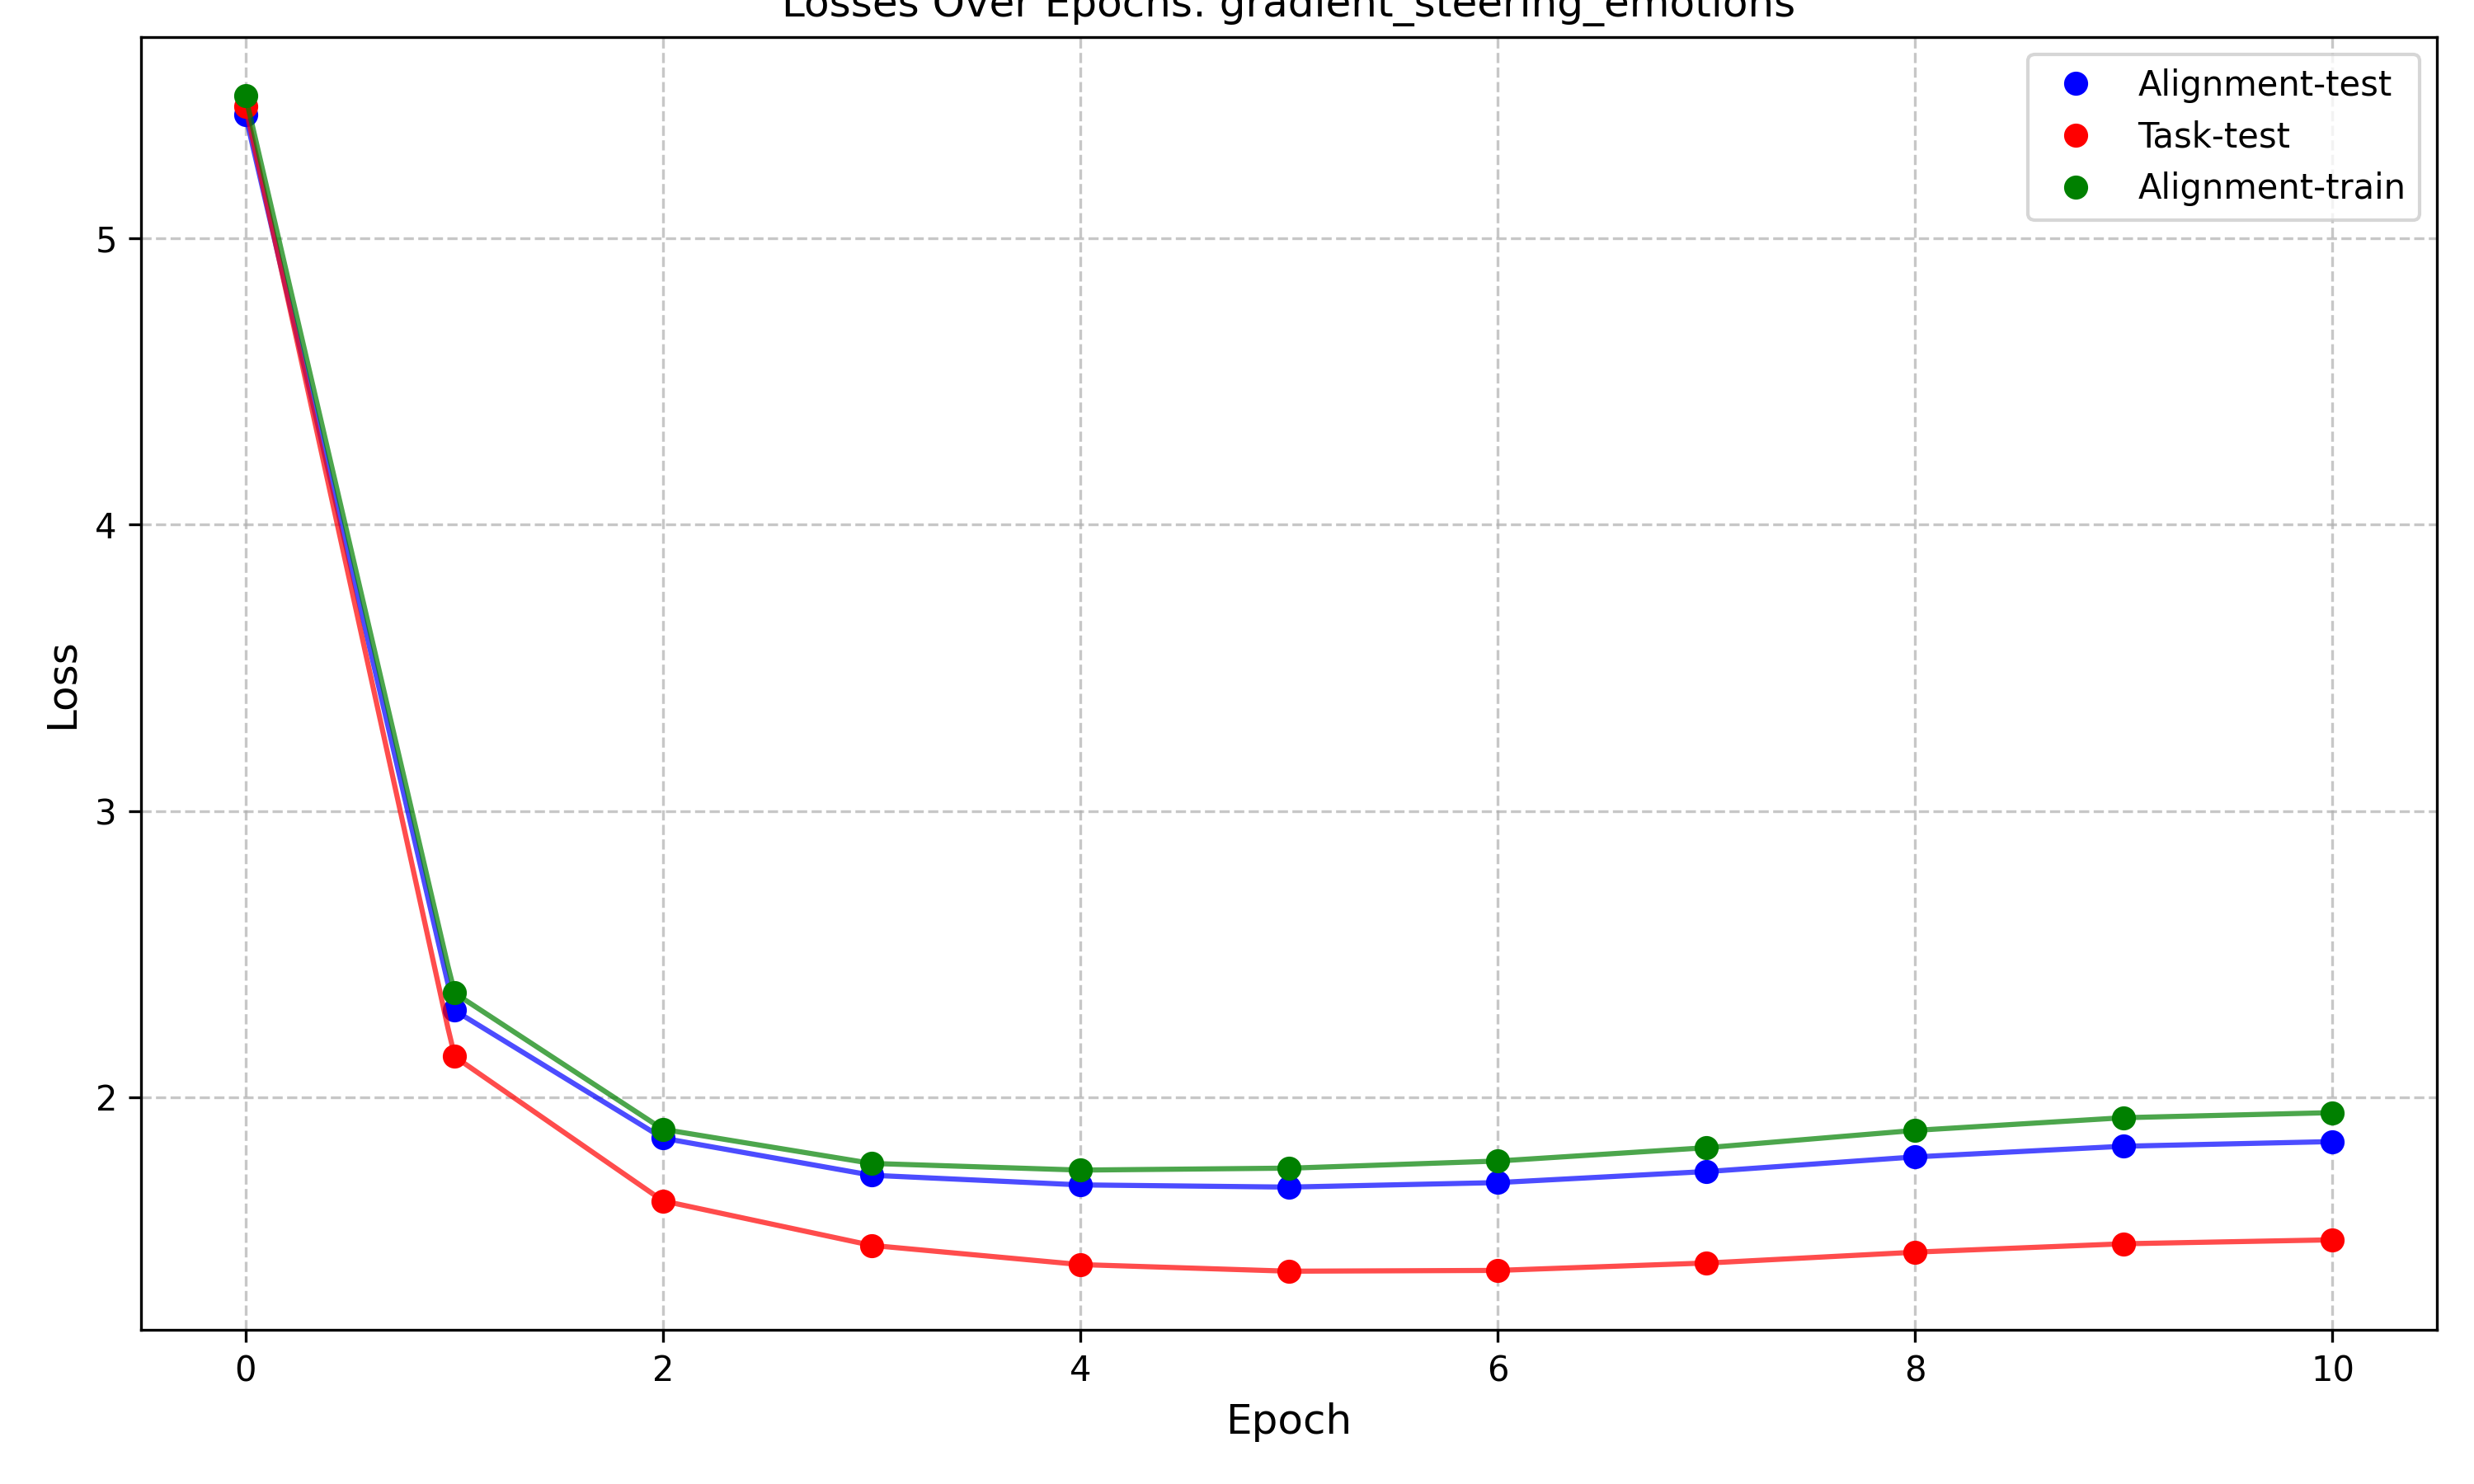 Losses Over Epochs: gradient_steering_emotions
Alignment-test
Task-test
Alignment-train
5
4
3
2
Loss
0 2 4 6 8 10
Epoch